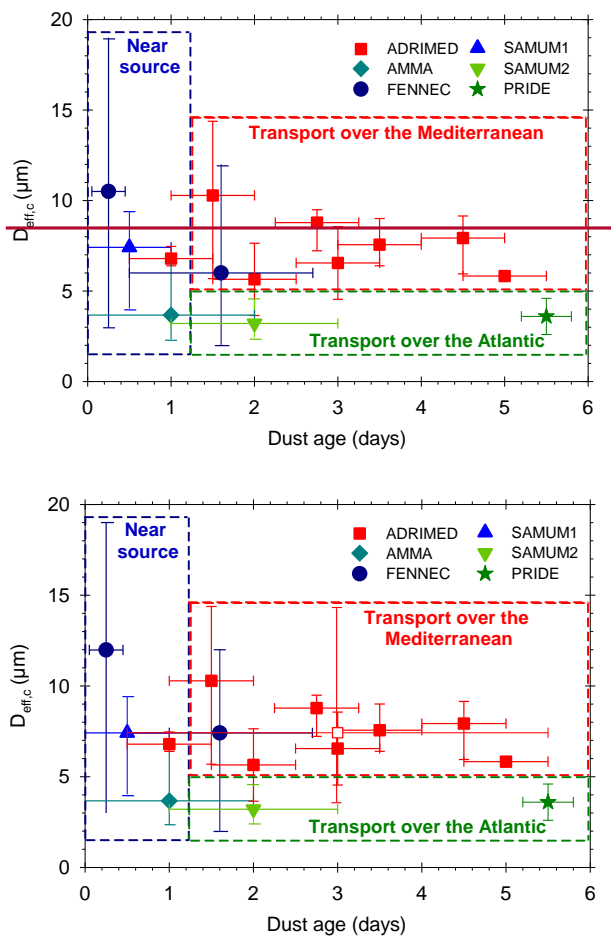 20
Near
source
ADRIMED
SAMUM1
AMMA
SAMUM2
FENNEC
PRIDE
15
Transport over the Mediterranean
10
D_eff,c (µm)
5
Transport over the Atlantic
0
0 1 2 3 4 5 6
Dust age (days)
20
Near
source
ADRIMED
SAMUM1
AMMA
SAMUM2
FENNEC
PRIDE
15
Transport over the
Mediterranean
10
D_eff,c (µm)
5
Transport over the Atlantic
0
0 1 2 3 4 5 6
Dust age (days)